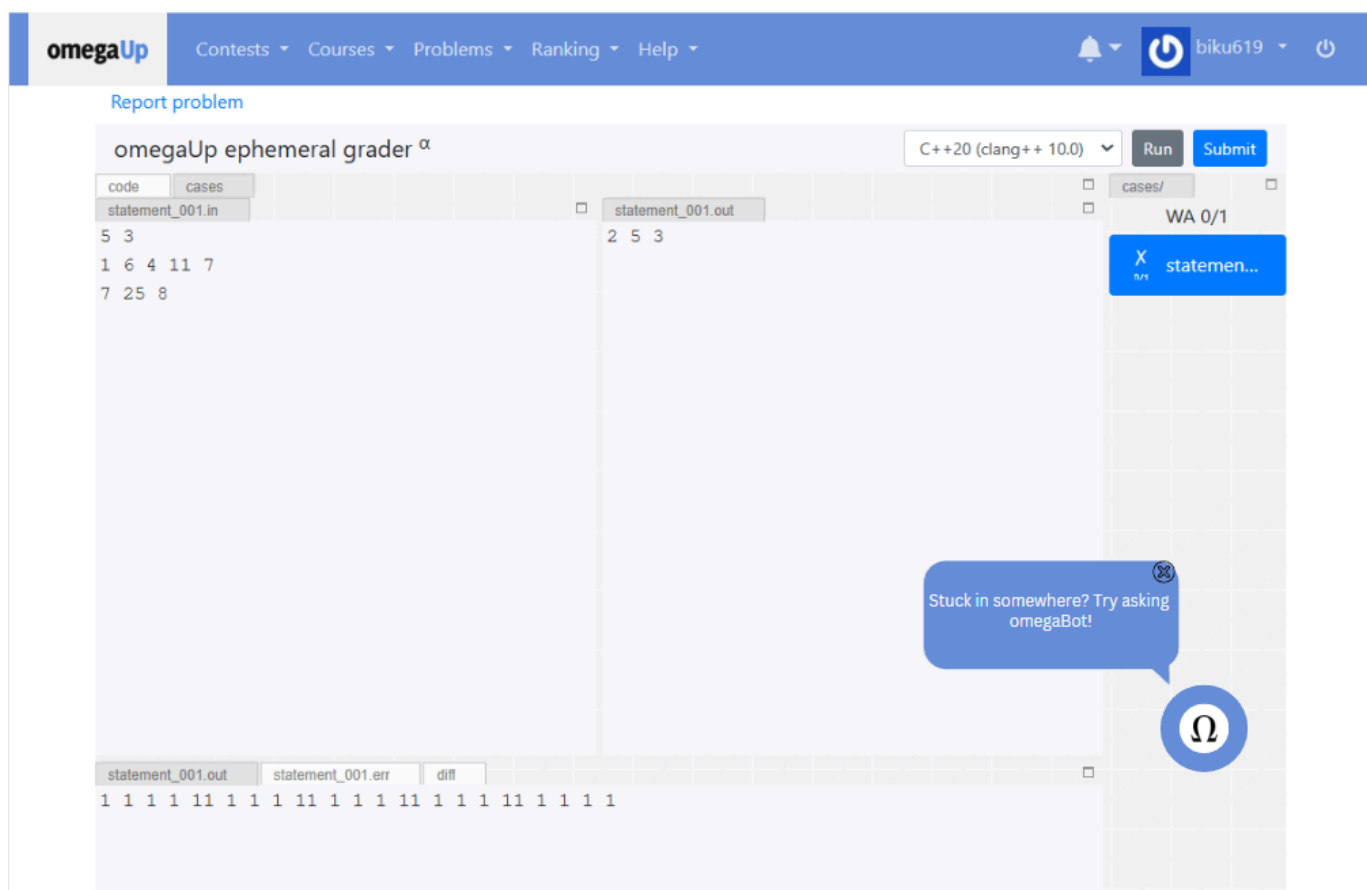 omegaUp Contests Courses Problems Ranking Help biku619
Report problem
omegaUp ephemeral grader α C++20 (clang++ 10.0) Run Submit
code cases cases/
statement_001.in statement_001.out WA 0/1
5 3
1 6 4 11 7
7 25 8
2 5 3
X statemen...
0/1
Stuck in somewhere? Try asking
omegaBot!
Ω
statement_001.out statement_001.err diff
1 1 1 1 11 1 1 1 11 1 1 1 11 1 1 1 11 1 1 1 1